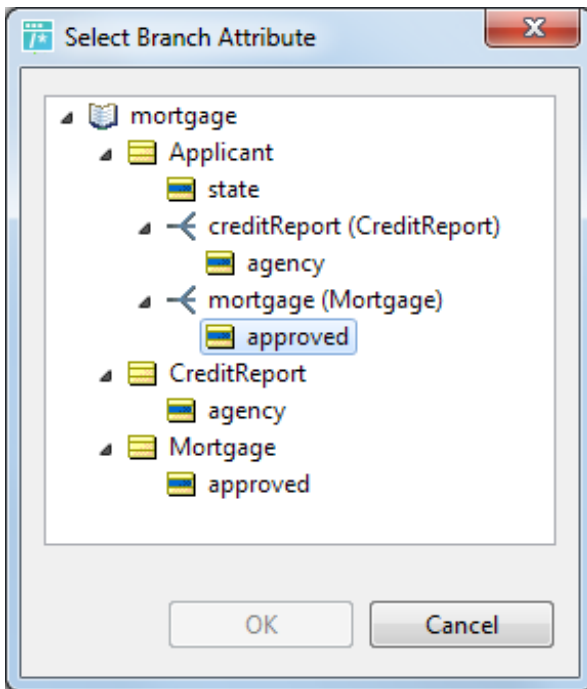 Select Branch Attribute
mortgage
Applicant
state
creditReport (CreditReport)
agency
mortgage (Mortgage)
approved
CreditReport
agency
Mortgage
approved
OK
Cancel